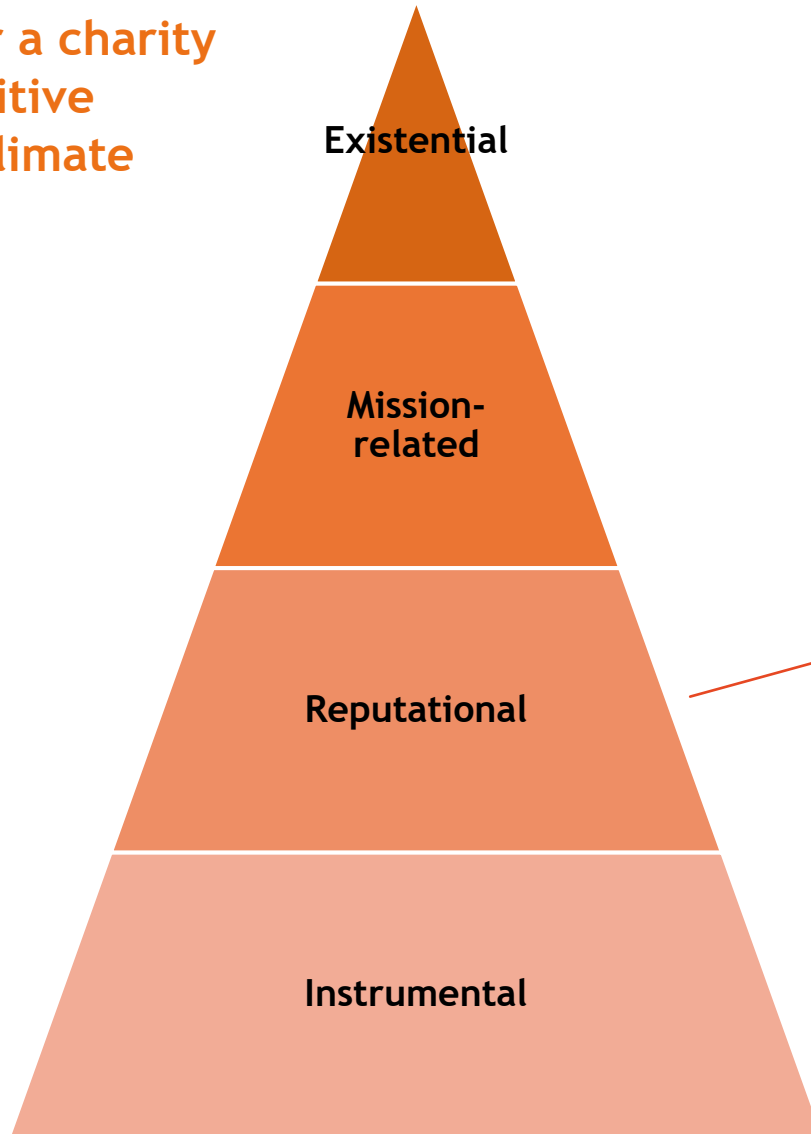 a charity
itive
limate
Existential
Mission-
related
Reputational
Instrumental